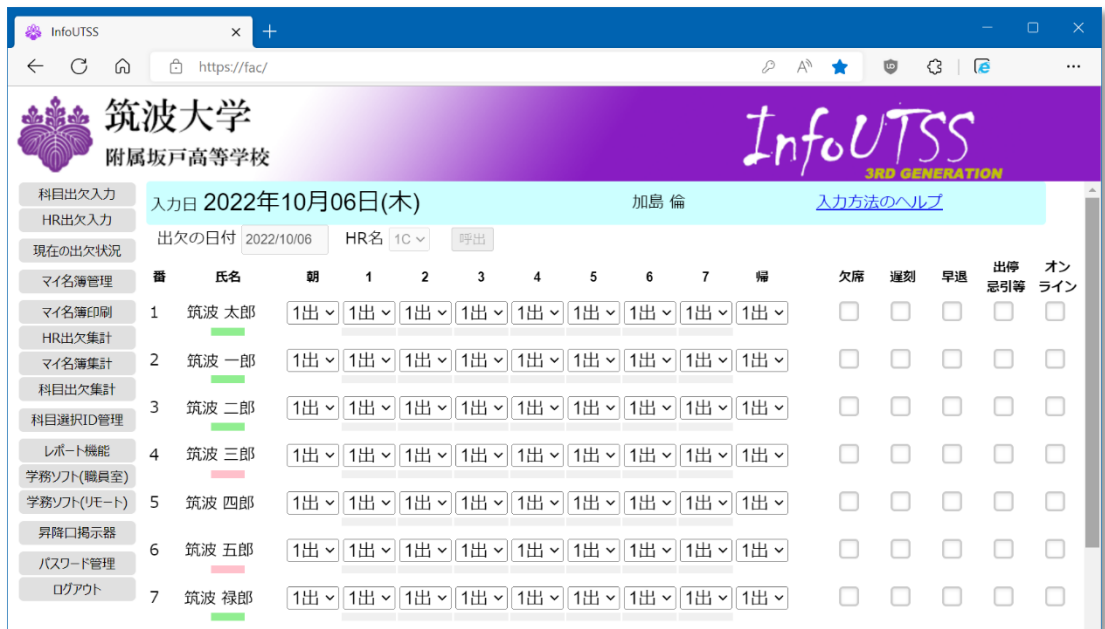 InfoUTSS
https://fac/
筑波大学
附属坂戸高等学校
InfoUTSS
3RD GENERATION
科目出欠入力
HR出欠入力
現在の出欠状況
マイ名簿管理
マイ名簿印刷
HR出欠集計
マイ名簿集計
科目出欠集計
科目選択ID管理
レポート機能
学務ソフト(職員室)
学務ソフト(リモート)
昇降口掲示器
パスワード管理
ログアウト
入力日 2022年10月06日(木) 加島 倫 入力方法のヘルプ
出欠の日付 2022/10/06 HR名 1C 呼出
番 氏名 朝 1 2 3 4 5 6 7 帰 欠席 遅刻 早退 出停忌引等 オンライン
1 筑波 太郎 1出 1出 1出 1出 1出 1出 1出 1出 1出
2 筑波 一郎 1出 1出 1出 1出 1出 1出 1出 1出 1出
3 筑波 二郎 1出 1出 1出 1出 1出 1出 1出 1出 1出
4 筑波 三郎 1出 1出 1出 1出 1出 1出 1出 1出 1出
5 筑波 四郎 1出 1出 1出 1出 1出 1出 1出 1出 1出
6 筑波 五郎 1出 1出 1出 1出 1出 1出 1出 1出 1出
7 筑波 禄郎 1出 1出 1出 1出 1出 1出 1出 1出 1出